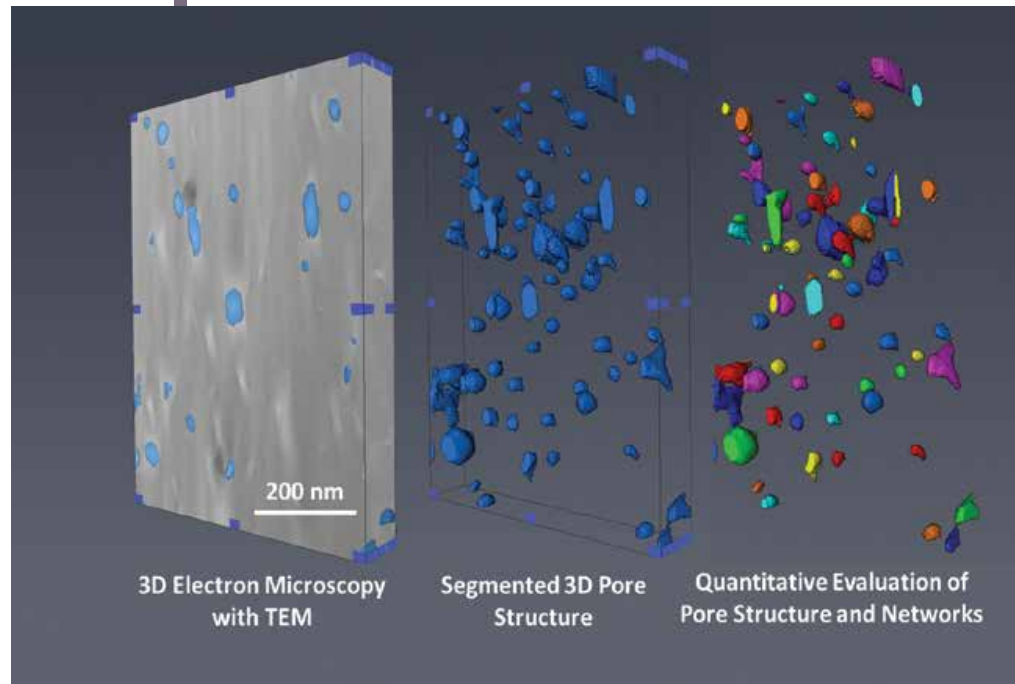 200 nm
3D Electron Microscopy
with TEM
Segmented 3D Pore
Structure
Quantitative Evaluation of
Pore Structure and Networks